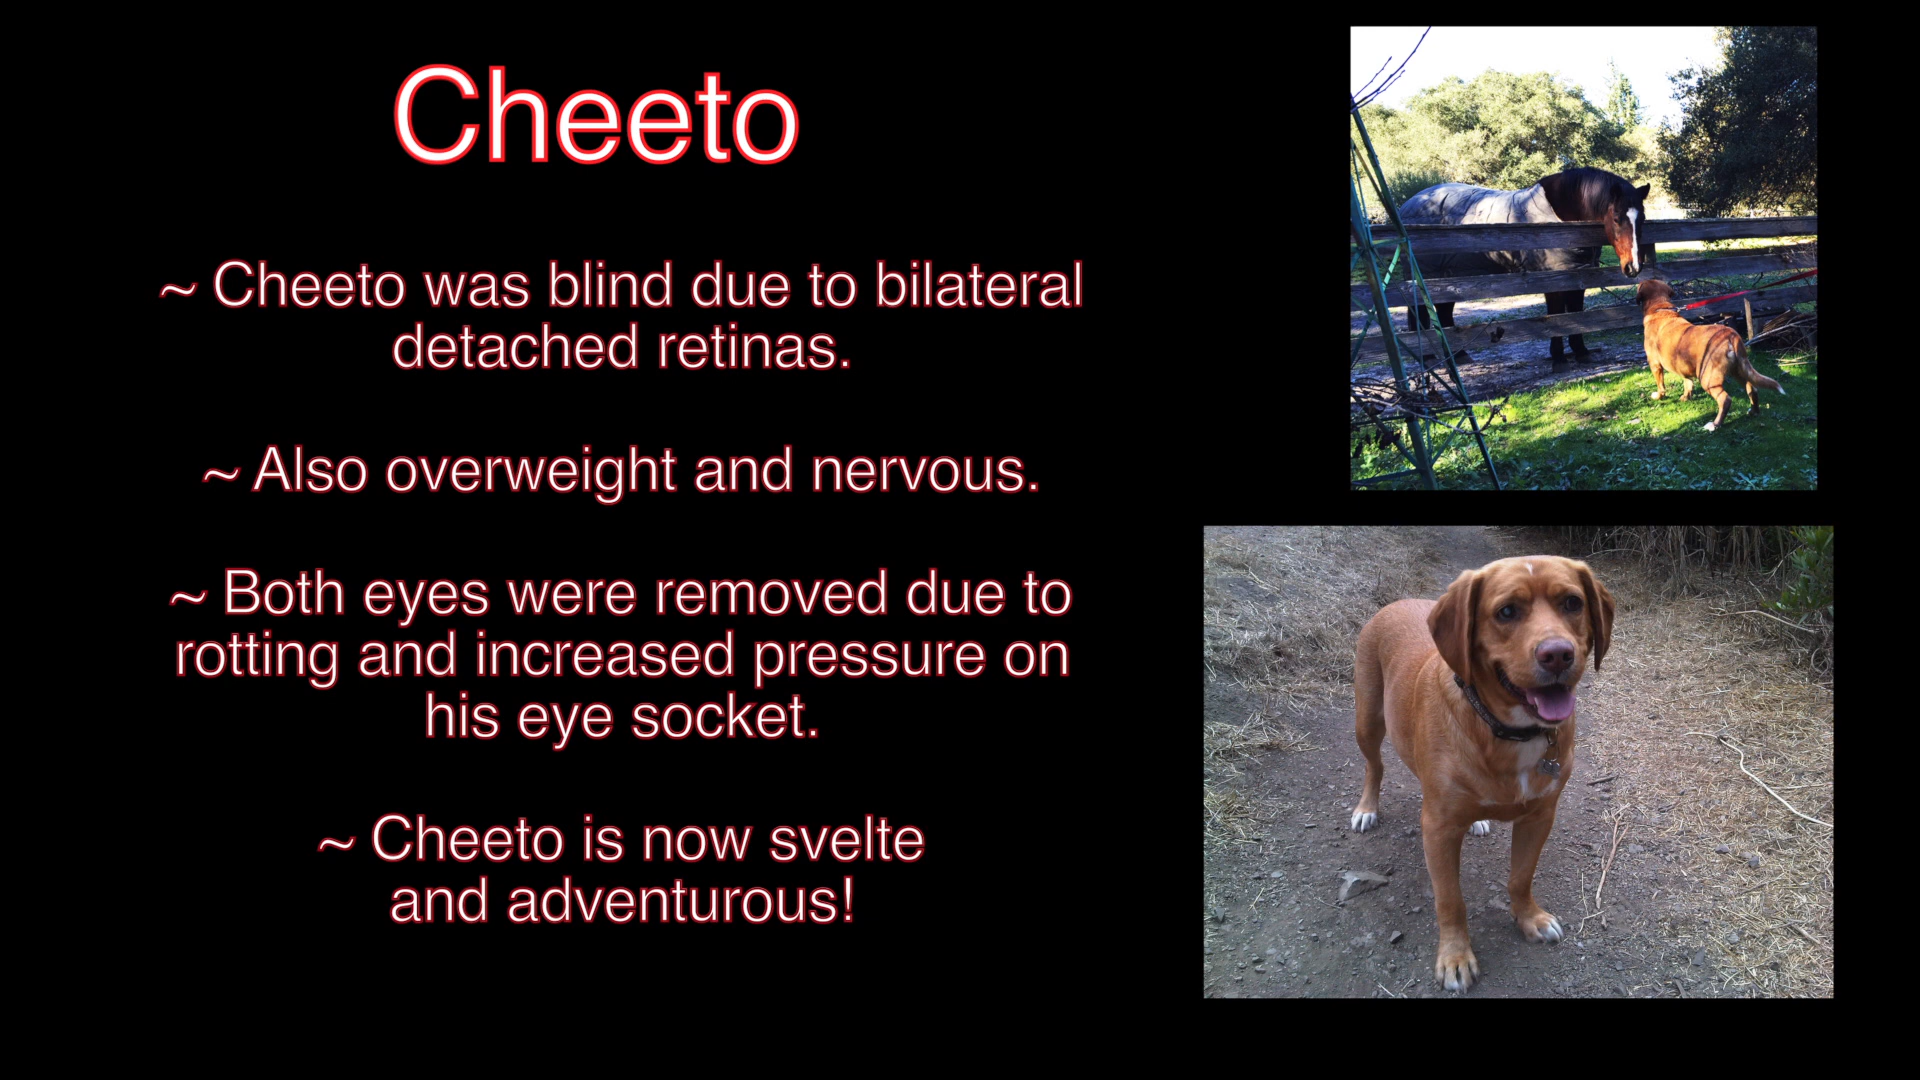 Cheeto
~ Cheeto was blind due to bilateral
detached retinas.
~ Also overweight and nervous.
~ Both eyes were removed due to
rotting and increased pressure on
his eye socket.
~ Cheeto is now svelte
and adventurous!